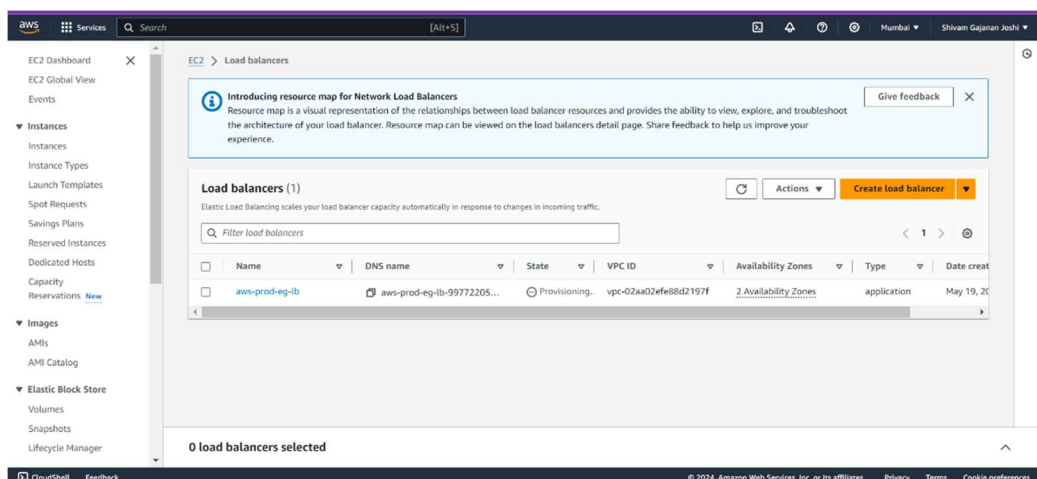 aws Services Search [Alt+S] Mumbai Shivam Gajanan Joshi
EC2 Dashboard
EC2 Global View
Events
Instances
Instances
Instance Types
Launch Templates
Spot Requests
Savings Plans
Reserved Instances
Dedicated Hosts
Capacity
Reservations New
Images
AMIs
AMI Catalog
Elastic Block Store
Volumes
Snapshots
Lifecycle Manager
EC2 > Load balancers
Introducing resource map for Network Load Balancers
Resource map is a visual representation of the relationships between load balancer resources and provides the ability to view, explore, and troubleshoot
the architecture of your load balancer. Resource map can be viewed on the load balancers detail page. Share feedback to help us improve your
experience.
Give feedback
Load balancers (1)
Actions
Create load balancer
Elastic Load Balancing scales your load balancer capacity automatically in response to changes in incoming traffic.
Filter load balancers
1
Name DNS name State VPC ID Availability Zones Type Date creat
aws-prod-eg-lb aws-prod-eg-lb-99772205... Provisioning.. vpc-02aa02efe88d2197f 2 Availability Zones application May 19, 20
0 load balancers selected
CloudShell Feedback © 2024, Amazon Web Services, Inc. or its affiliates. Privacy Terms Cookie preferences